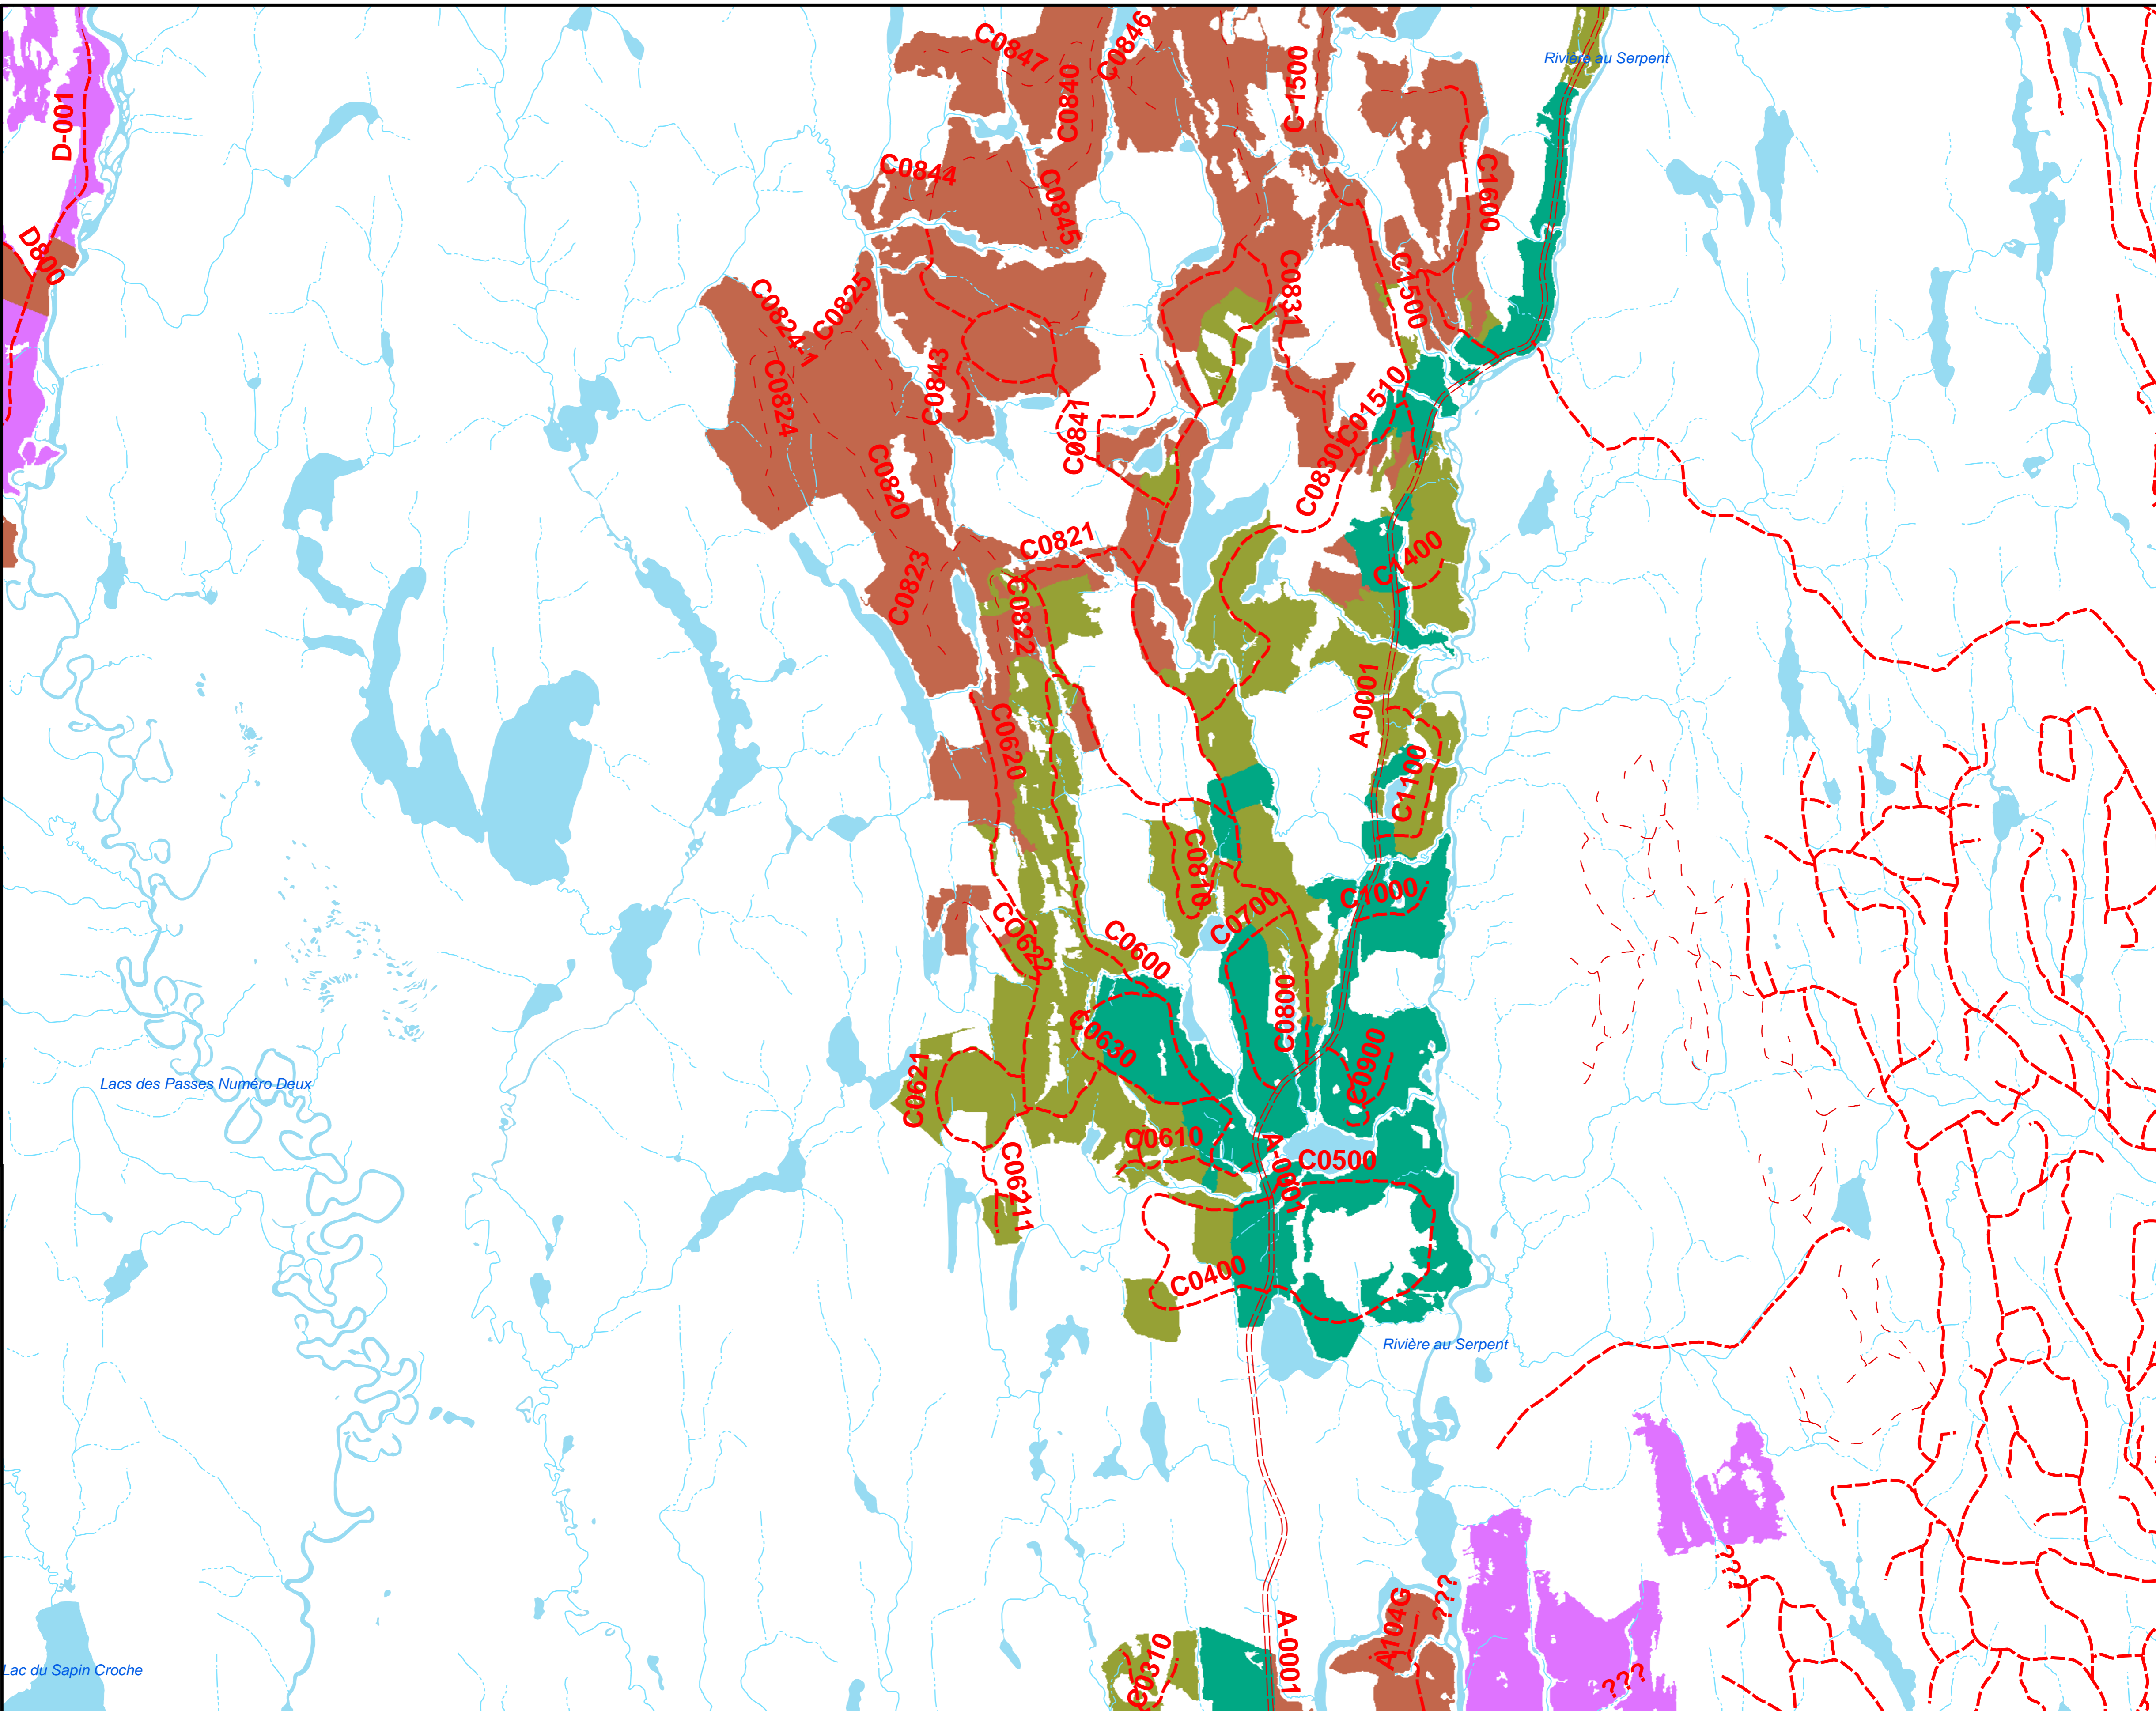 C0847
C0846
C0840
C-1500
Rivière au Serpent
D-001
C0844
C0845
C1600
D800
C0831
C1500
C0824-1
C0825
C0824
C0843
C0841
C01510
C0830
C0820
C0821
C1400
C0823
C0822
A-0001
C0620
C1100
C0810
C1000
C0700
CO622
C0600
C0800
C0630
C0900
Lacs des Passes Numéro Deux
C0621
C0610
A-0001
C0500
C06211
C0400
Rivière au Serpent
???
???
A104G
A-0001
C0310
Lac du Sapin Croche
???